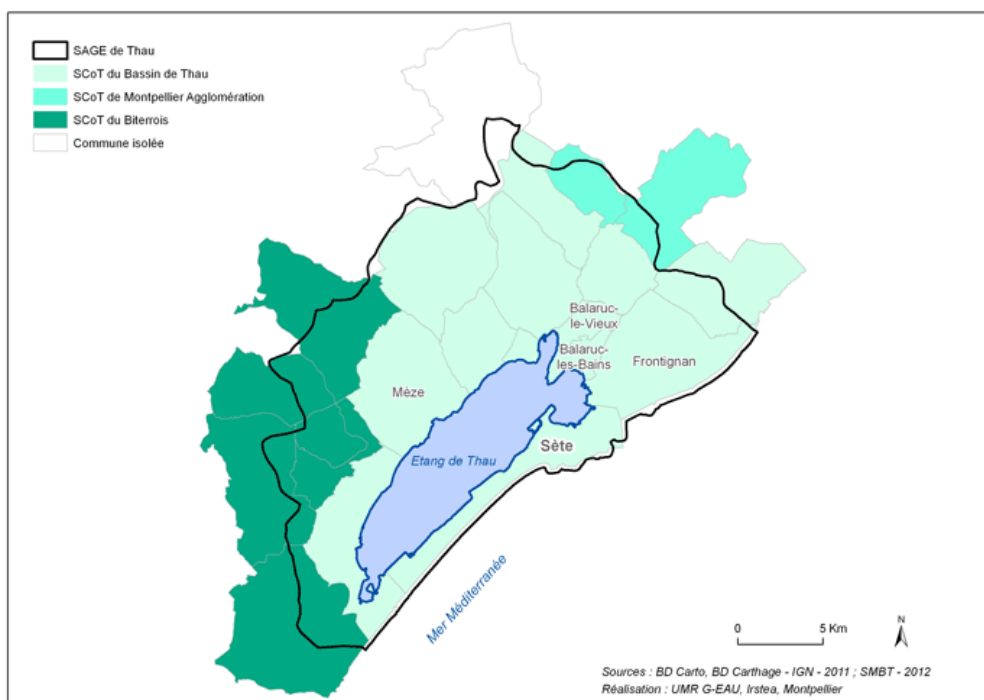 SAGE de Thau
SCoT du Bassin de Thau
SCoT de Montpellier Agglomération
SCoT du Biterrois
Commune isolée
Balaruc-
le-Vieux
Balaruc-
les-Bains
Frontignan
Mèze
Sète
Etang de Thau
Mer Méditerranée
N
0 5 Km
Sources : BD Carto, BD Carthage - IGN - 2011 ; SMBT - 2012
Réalisation : UMR G-EAU, Irstea, Montpellier